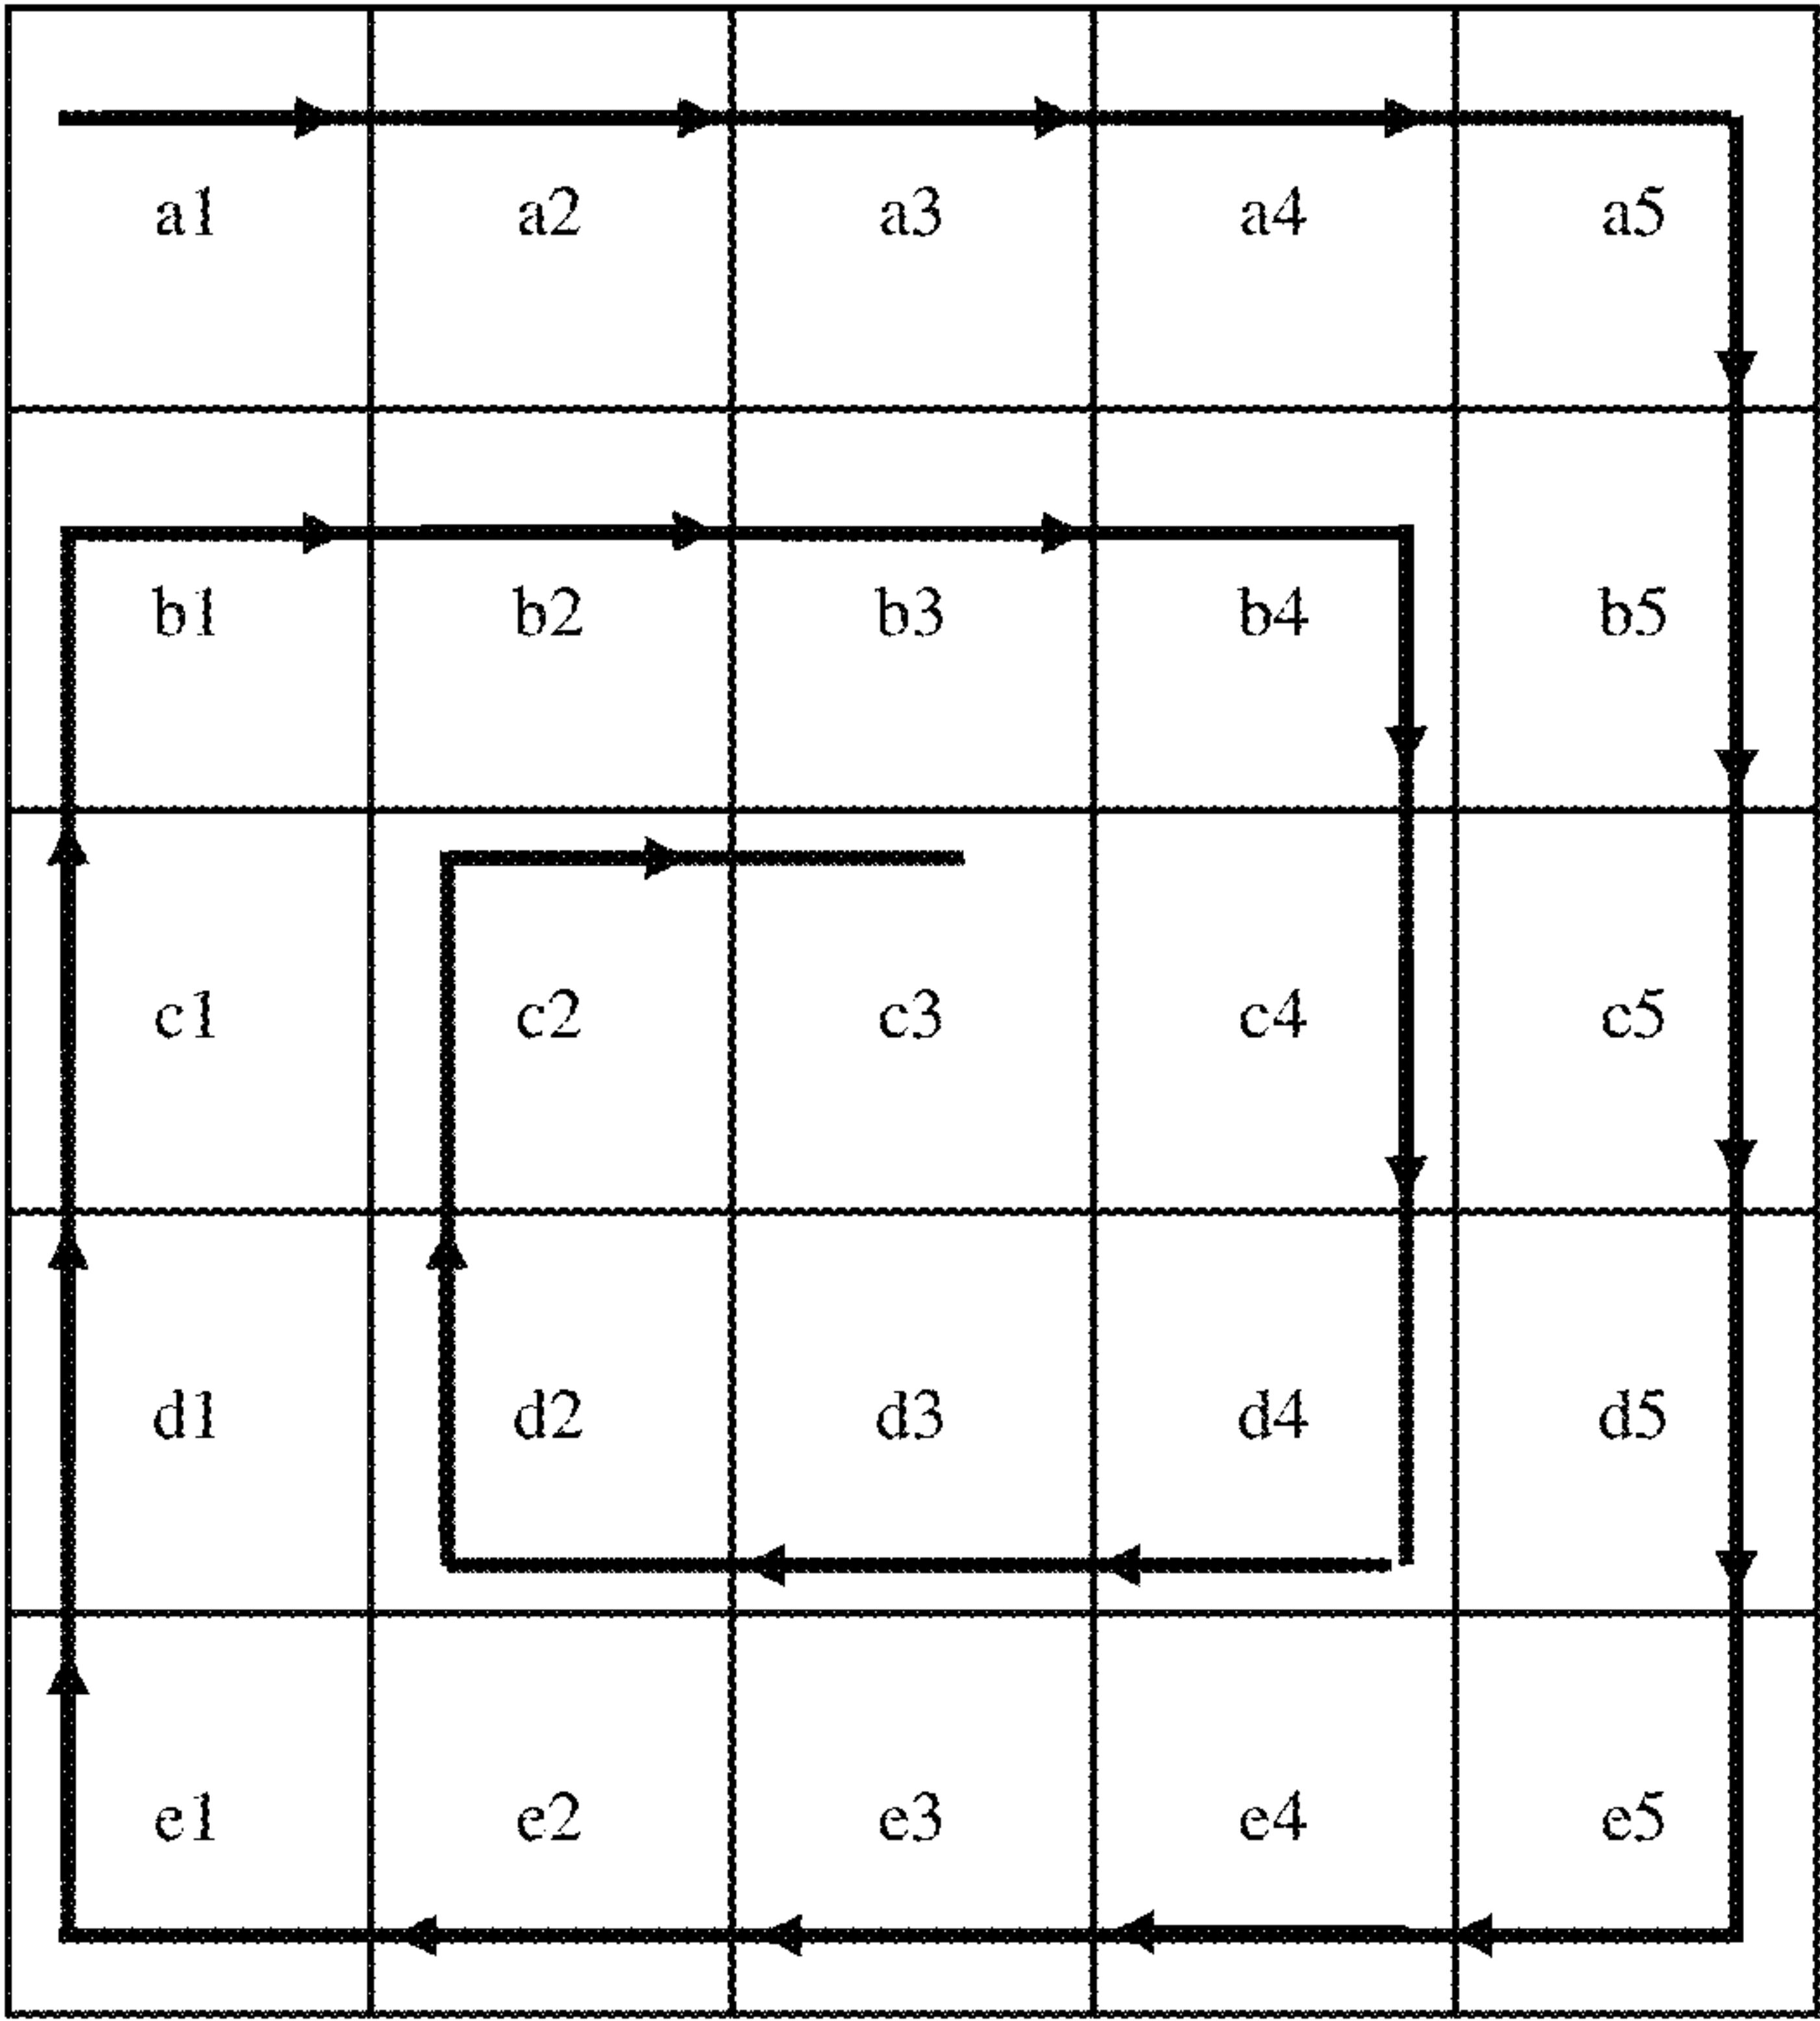 a1 a2 a3 a4 a5
b1 b2 b3 b4 b5
c1 c2 c3 c4 c5
d1 d2 d3 d4 d5
e1 e2 e3 e4 e5